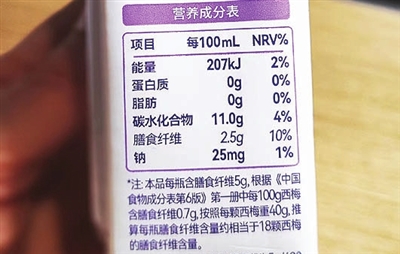 营养成分表
项目 每100mL NRV%
能量 207kJ 2%
蛋白质 0g 0%
脂肪 0g 0%
碳水化合物 11.0g 4%
膳食纤维 2.5g 10%
钠 25mg 1%
*注: 本品每瓶含膳食纤维5g, 根据《中国
食物成分表第6版》第一册中每100g西梅
含膳食纤维0.7g, 按照每颗西梅重40g, 推
算每瓶膳食纤维含量约相当于18颗西梅
的膳食纤维含量。